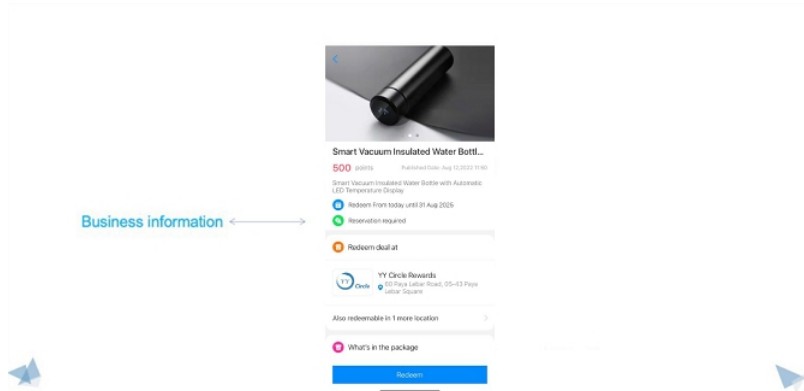 Smart Vacuum Insulated Water Bottl...
500 points
Published Date: Aug 12,2022 11:50
Smart Vacuum Insulated Water Bottle with Automatic
LED Temperature Display
Redeem From today until 31 Aug 2025
Business information
Reservation required
Redeem deal at
YY Circle
YY Circle Rewards
60 Paya Lebar Road, 05-43 Paya
Lebar Square
Also redeemable in 1 more location
What's in the package
Redeem